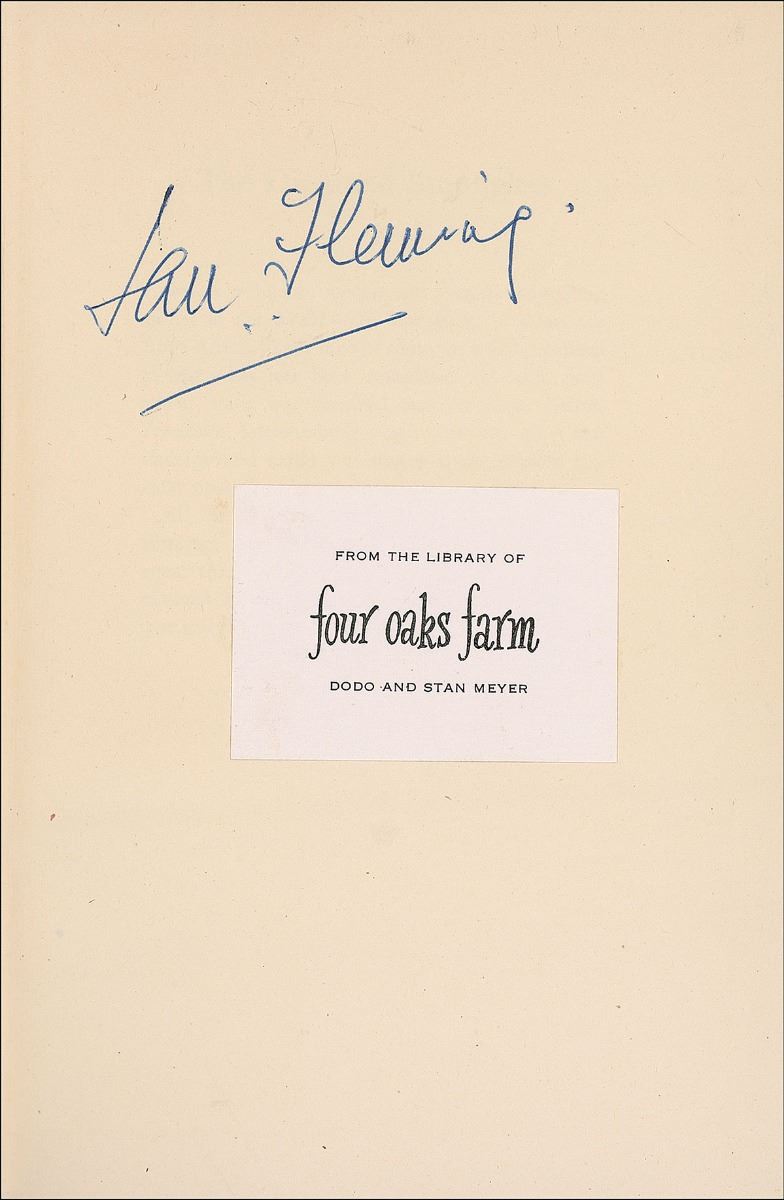 Ian Fleming.
FROM THE LIBRARY OF
four oaks farm
DODO AND STAN MEYER